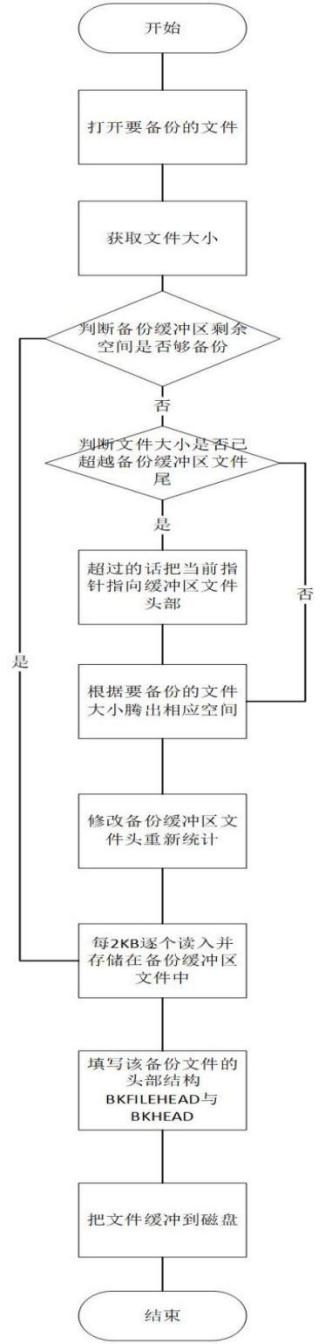 开始
打开要备份的文件
获取文件大小
判断备份缓冲区剩余
空间是否够备份
否
判断文件大小是否已
超越备份缓冲区文件
尾
是
超过的话把当前指
针指向缓冲区文件
头部
否
是
根据要备份的文件
大小腾出相应空间
修改备份缓冲区文
件头重新统计
每2KB逐个读入并
存储在备份缓冲区
文件中
填写该备份文件的
头部结构
BKFILEHEAD与
BKHEAD
把文件缓冲到磁盘
结束